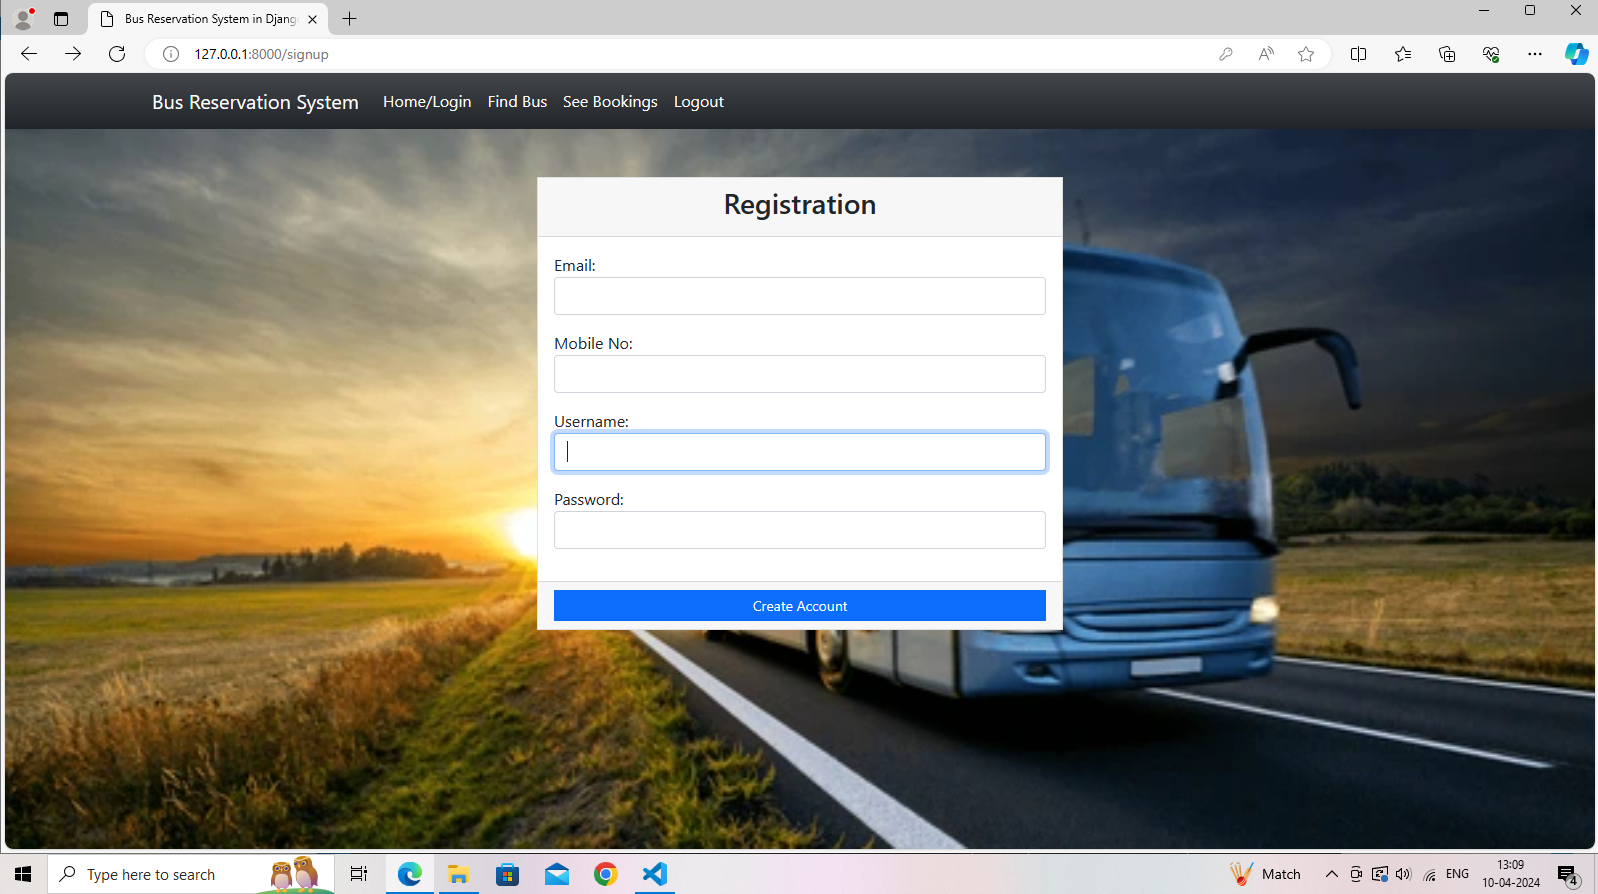 Bus Reservation System in Djang
127.0.0.1:8000/signup
Bus Reservation System Home/Login Find Bus See Bookings Logout
Registration
Email:
Mobile No:
Username:
Password:
Create Account
Type here to search
Match
ENG
13:09
10-04-2024
4